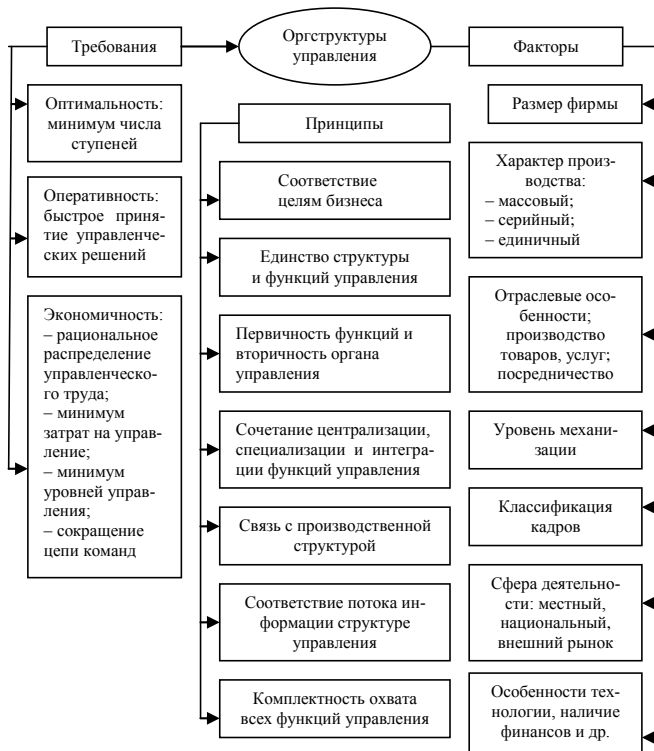 Требования
Оргструктуры
управления
Факторы
Оптимальность:
минимум числа
ступеней
Оперативность:
быстрое приня-
тие управленче-
ских решений
Экономичность:
– рациональное
распределение
управленческо-
го труда;
– минимум
затрат на управ-
ление;
– минимум
уровней управ-
ления;
– сокращение
цепи команд
Принципы
Соответствие
целям бизнеса
Единство структуры
и функций управления
Первичность функций и
вторичность органа
управления
Сочетание централизации,
специализации и интегра-
ции функций управления
Связь с производственной
структурой
Соответствие потока ин-
формации структуре
управления
Комплектность охвата
всех функций управления
Размер фирмы
Характер произ-
водства:
– массовый;
– серийный;
– единичный
Отраслевые осо-
бенности;
производство
товаров, услуг;
посредничество
Уровень механи-
зации
Классификация
кадров
Сфера деятельно-
сти: местный,
национальный,
внешний рынок
Особенности тех-
нологии, наличие
финансов и др.